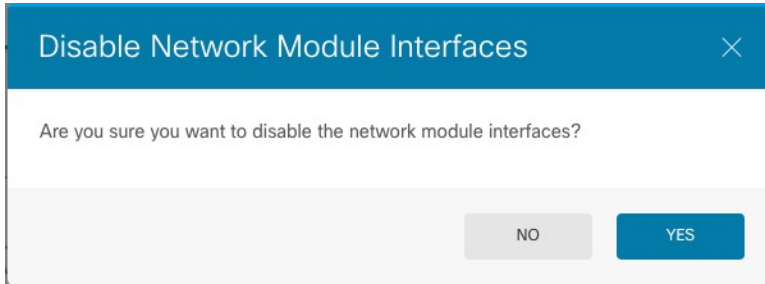 Disable Network Module Interfaces
Are you sure you want to disable the network module interfaces?
NO
YES